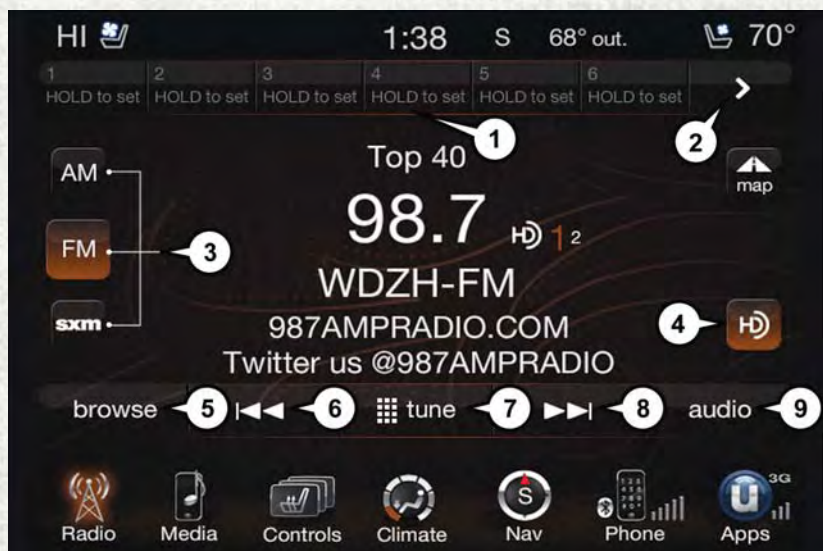 HI 1:38 S 68° out. 70°
1 2 3 4 5 6
HOLD to set HOLD to set HOLD to set HOLD to set HOLD to set HOLD to set
1 2
Top 40
AM map
98.7 HD 1 2
FM 3
WDZH-FM
sxm 987AMPRADIO.COM 4 HD
Twitter us @987AMPRADIO
browse 5 6 tune 7 8 audio 9
S u 3G
Radio Media Controls Climate Nav Phone Apps